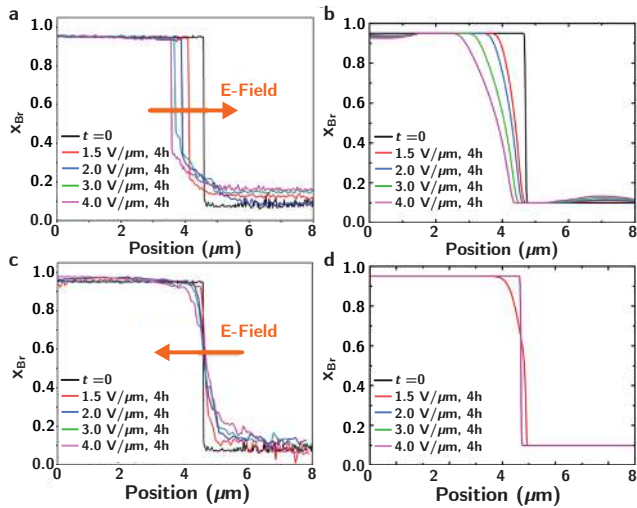 a
1.0
0.8
0.6
0.4
0.2
0.0
x_Br
E-Field
t =0
1.5 V/μm, 4h
2.0 V/μm, 4h
3.0 V/μm, 4h
4.0 V/μm, 4h
0 2 4 6 8
Position (μm)
b
1.0
0.8
0.6
0.4
0.2
0.0
x_Br
t =0
1.5 V/μm, 4h
2.0 V/μm, 4h
3.0 V/μm, 4h
4.0 V/μm, 4h
0 2 4 6 8
Position (μm)
c
1.0
0.8
0.6
0.4
0.2
0.0
x_Br
E-Field
t =0
1.5 V/μm, 4h
2.0 V/μm, 4h
3.0 V/μm, 4h
4.0 V/μm, 4h
0 2 4 6 8
Position (μm)
d
1.0
0.8
0.6
0.4
0.2
0.0
x_Br
t =0
1.5 V/μm, 4h
2.0 V/μm, 4h
3.0 V/μm, 4h
4.0 V/μm, 4h
0 2 4 6 8
Position (μm)